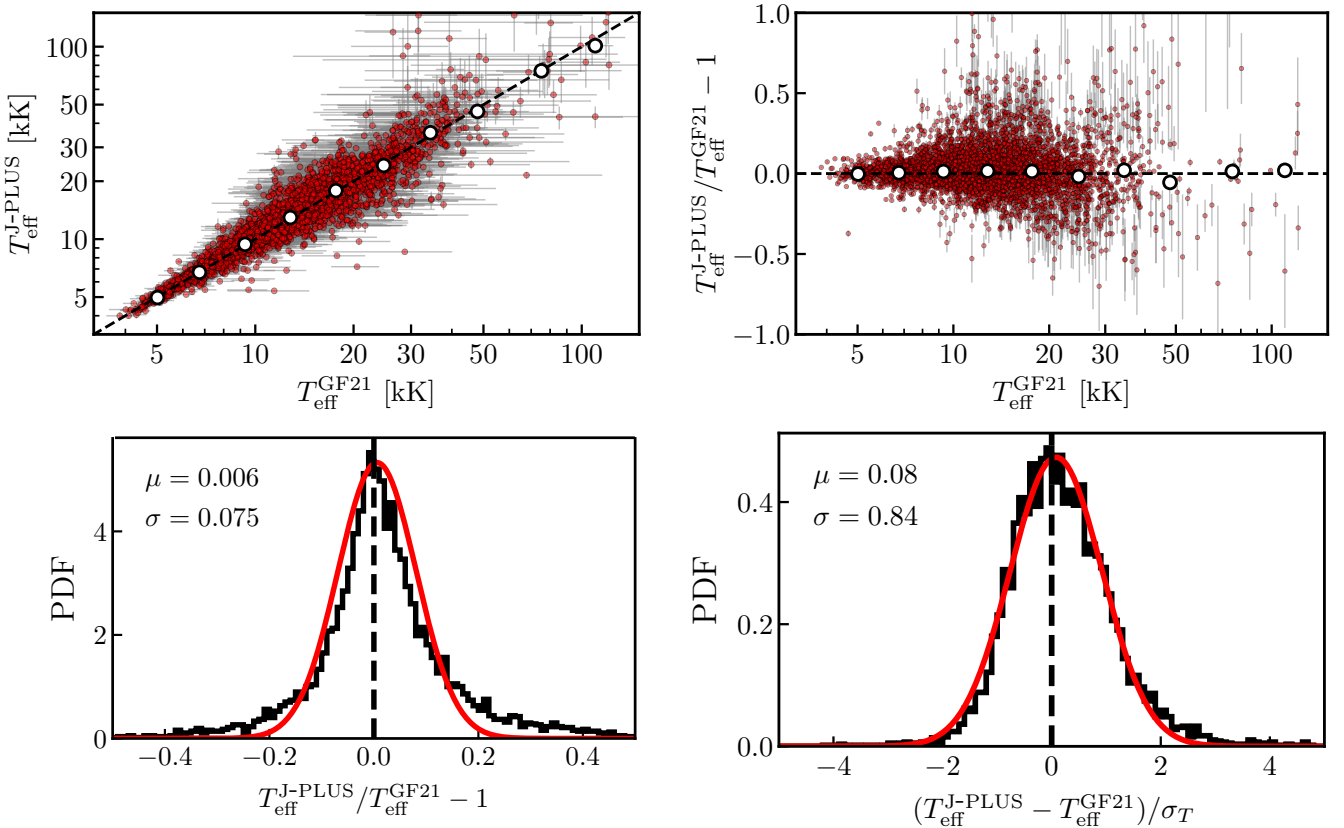 100
50
30
20
10
5
T_eff^J-PLUS [kK]
5 10 20 30 50 100
T_eff^GF21 [kK]
1.0
0.5
0.0
−0.5
−1.0
T_eff^J-PLUS/T_eff^GF21 − 1
5 10 20 30 50 100
T_eff^GF21 [kK]
μ = 0.006
σ = 0.075
4
2
0
PDF
−0.4 −0.2 0.0 0.2 0.4
T_eff^J-PLUS/T_eff^GF21 − 1
μ = 0.08
σ = 0.84
0.4
0.2
0.0
PDF
−4 −2 0 2 4
(T_eff^J-PLUS − T_eff^GF21)/σ_T